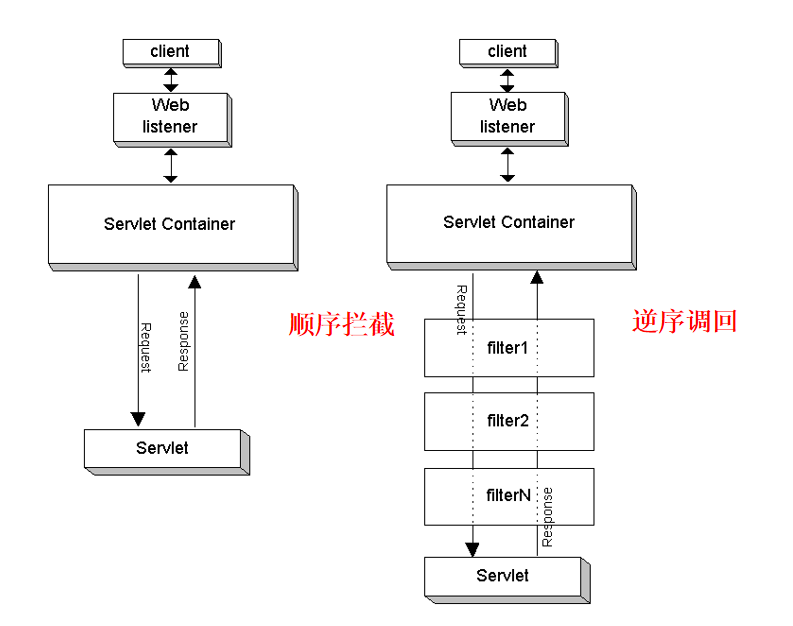 client
Web
listener
Servlet Container
Request
Response
Servlet
client
Web
listener
Servlet Container
顺序拦截
Request
逆序调回
filter1
filter2
filterN
Response
Servlet